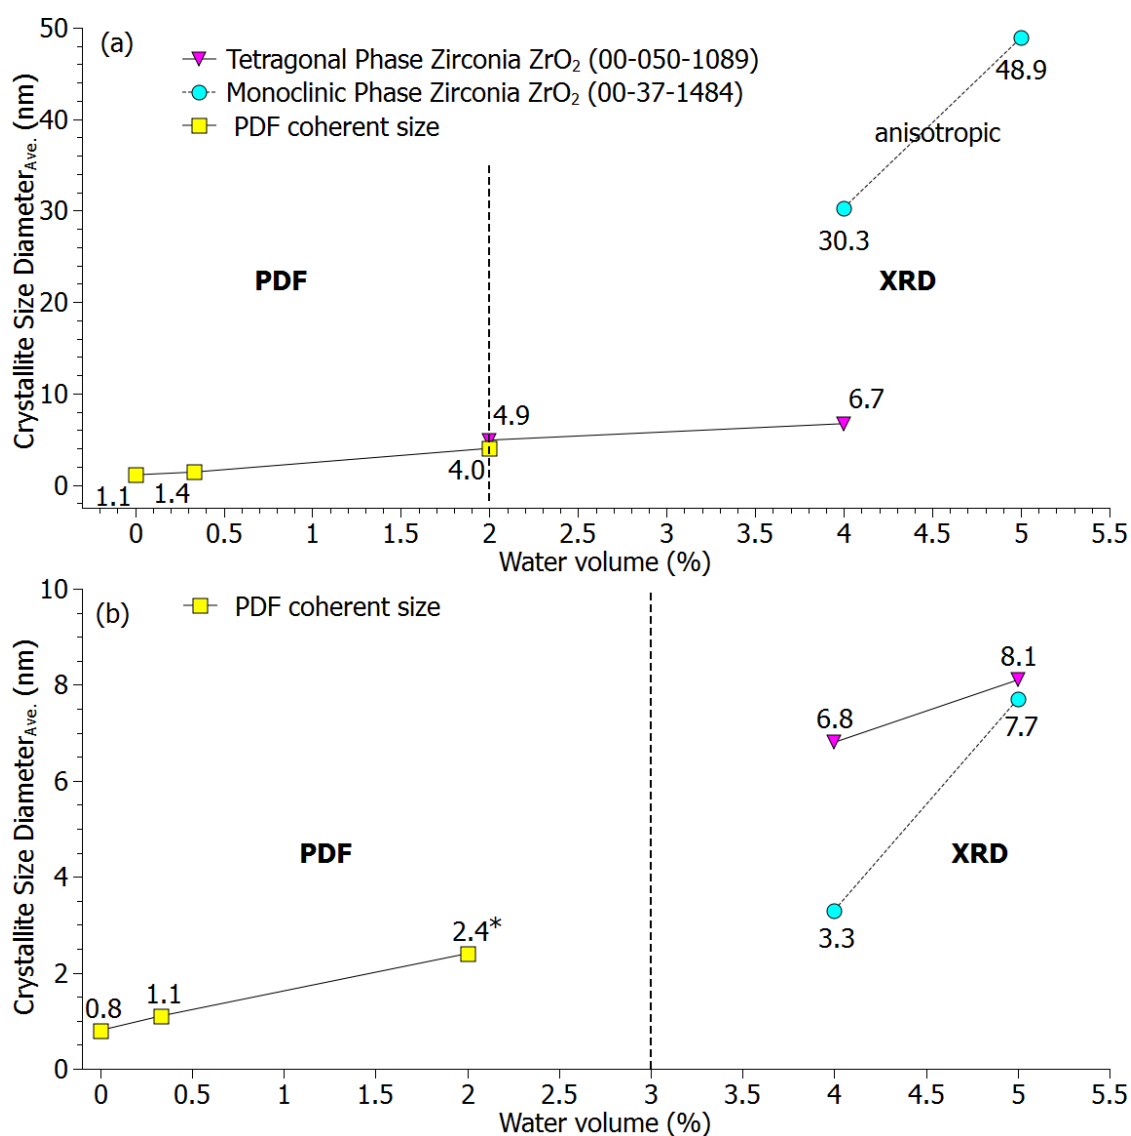 (a)
Tetragonal Phase Zirconia ZrO₂ (00-050-1089)
Monoclinic Phase Zirconia ZrO₂ (00-37-1484)
PDF coherent size
Crystallite Size Diameter Ave. (nm)
50
40
30
20
10
0
48.9
anisotropic
30.3
PDF
XRD
4.9
6.7
4.0
1.1
1.4
0 0.5 1 1.5 2 2.5 3 3.5 4 4.5 5 5.5
Water volume (%)
(b)
PDF coherent size
Crystallite Size Diameter Ave. (nm)
10
8
6
4
2
0
8.1
6.8
7.7
PDF
XRD
2.4*
3.3
0.8
1.1
0 0.5 1 1.5 2 2.5 3 3.5 4 4.5 5 5.5
Water volume (%)